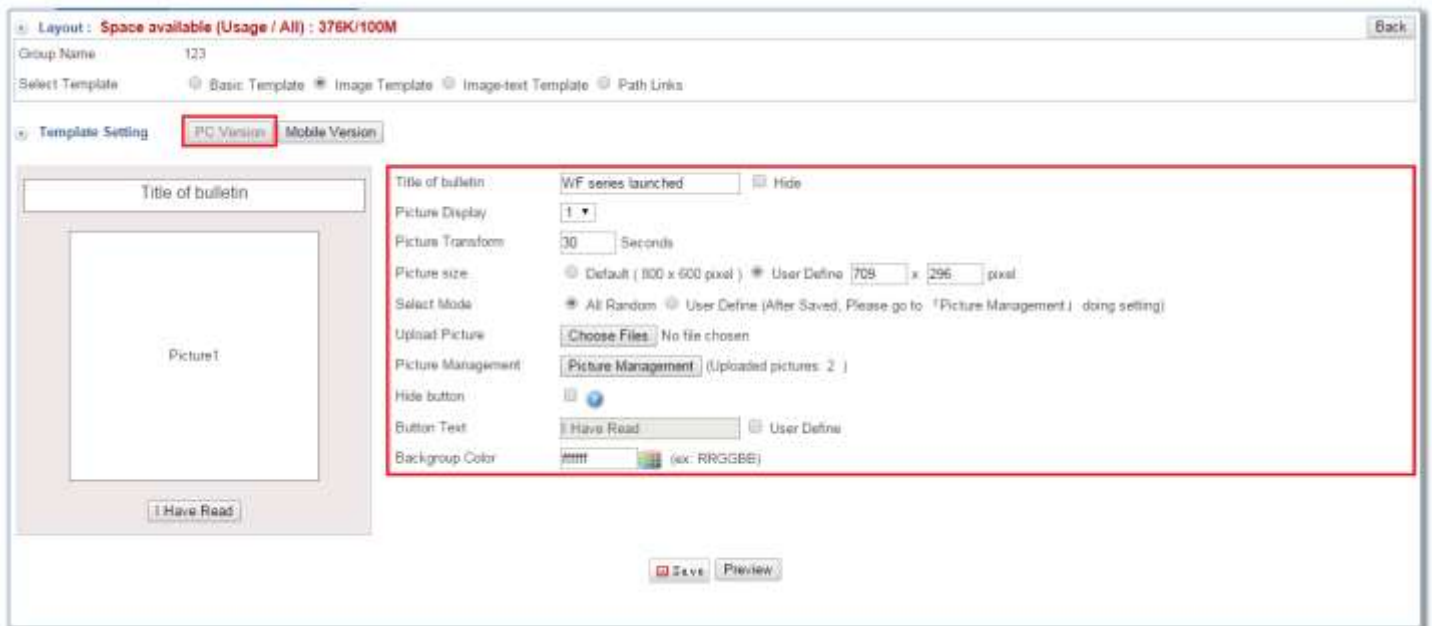 Layout : Space available (Usage / All) : 376K/100M Back
Group Name 123
Select Template Basic Template Image Template Image-text Template Path Links
Template Setting PC Version Mobile Version
Title of bulletin
Picture1
I Have Read
Title of bulletin WF series launched Hide
Picture Display 1
Picture Transform 30 Seconds
Picture size Default ( 800 x 600 pixel ) User Define 709 x 296 pixel
Select Mode All Random User Define (After Saved, Please go to 『Picture Management』 doing setting)
Upload Picture Choose Files No file chosen
Picture Management Picture Management (Uploaded pictures: 2 )
Hide button
Button Text I Have Read User Define
Backgroup Color ffffff (ex: RRGGBB)
Save Preview